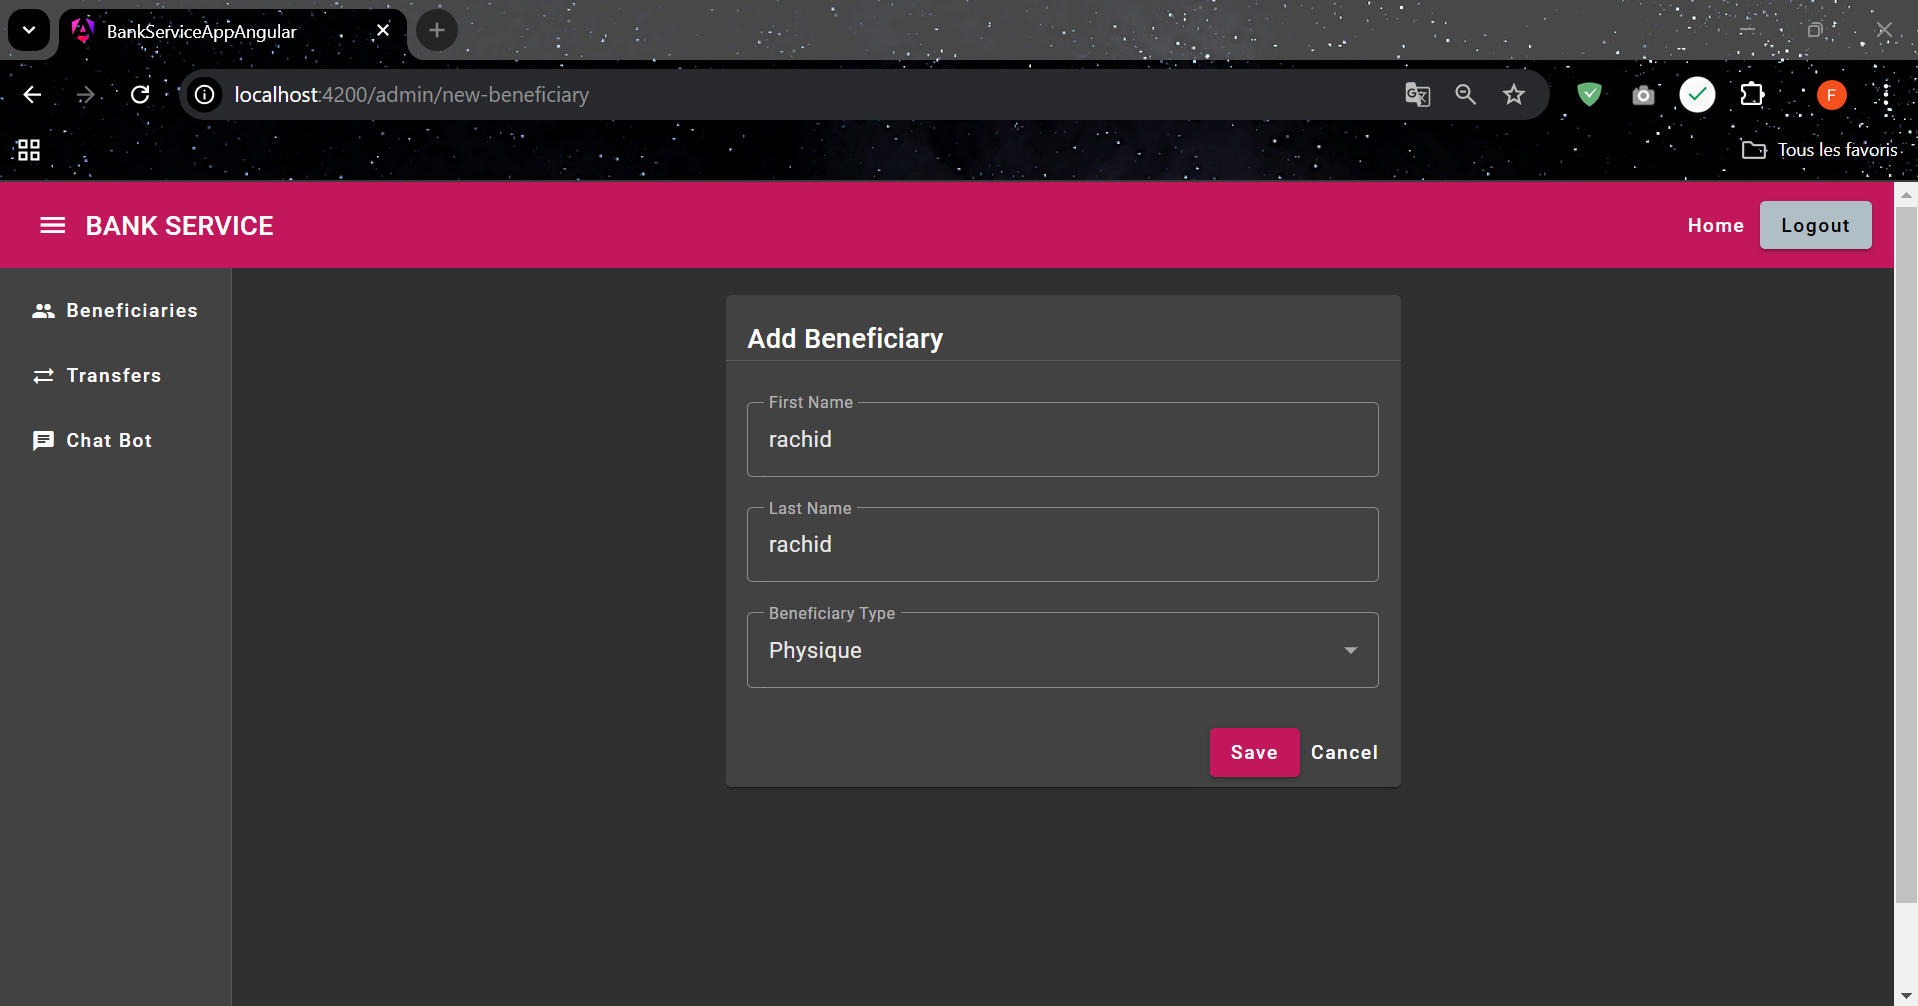 BankServiceAppAngular
localhost:4200/admin/new-beneficiary
F
Tous les favoris
BANK SERVICE
Home
Logout
Beneficiaries
Transfers
Chat Bot
Add Beneficiary
First Name
rachid
Last Name
rachid
Beneficiary Type
Physique
Save
Cancel